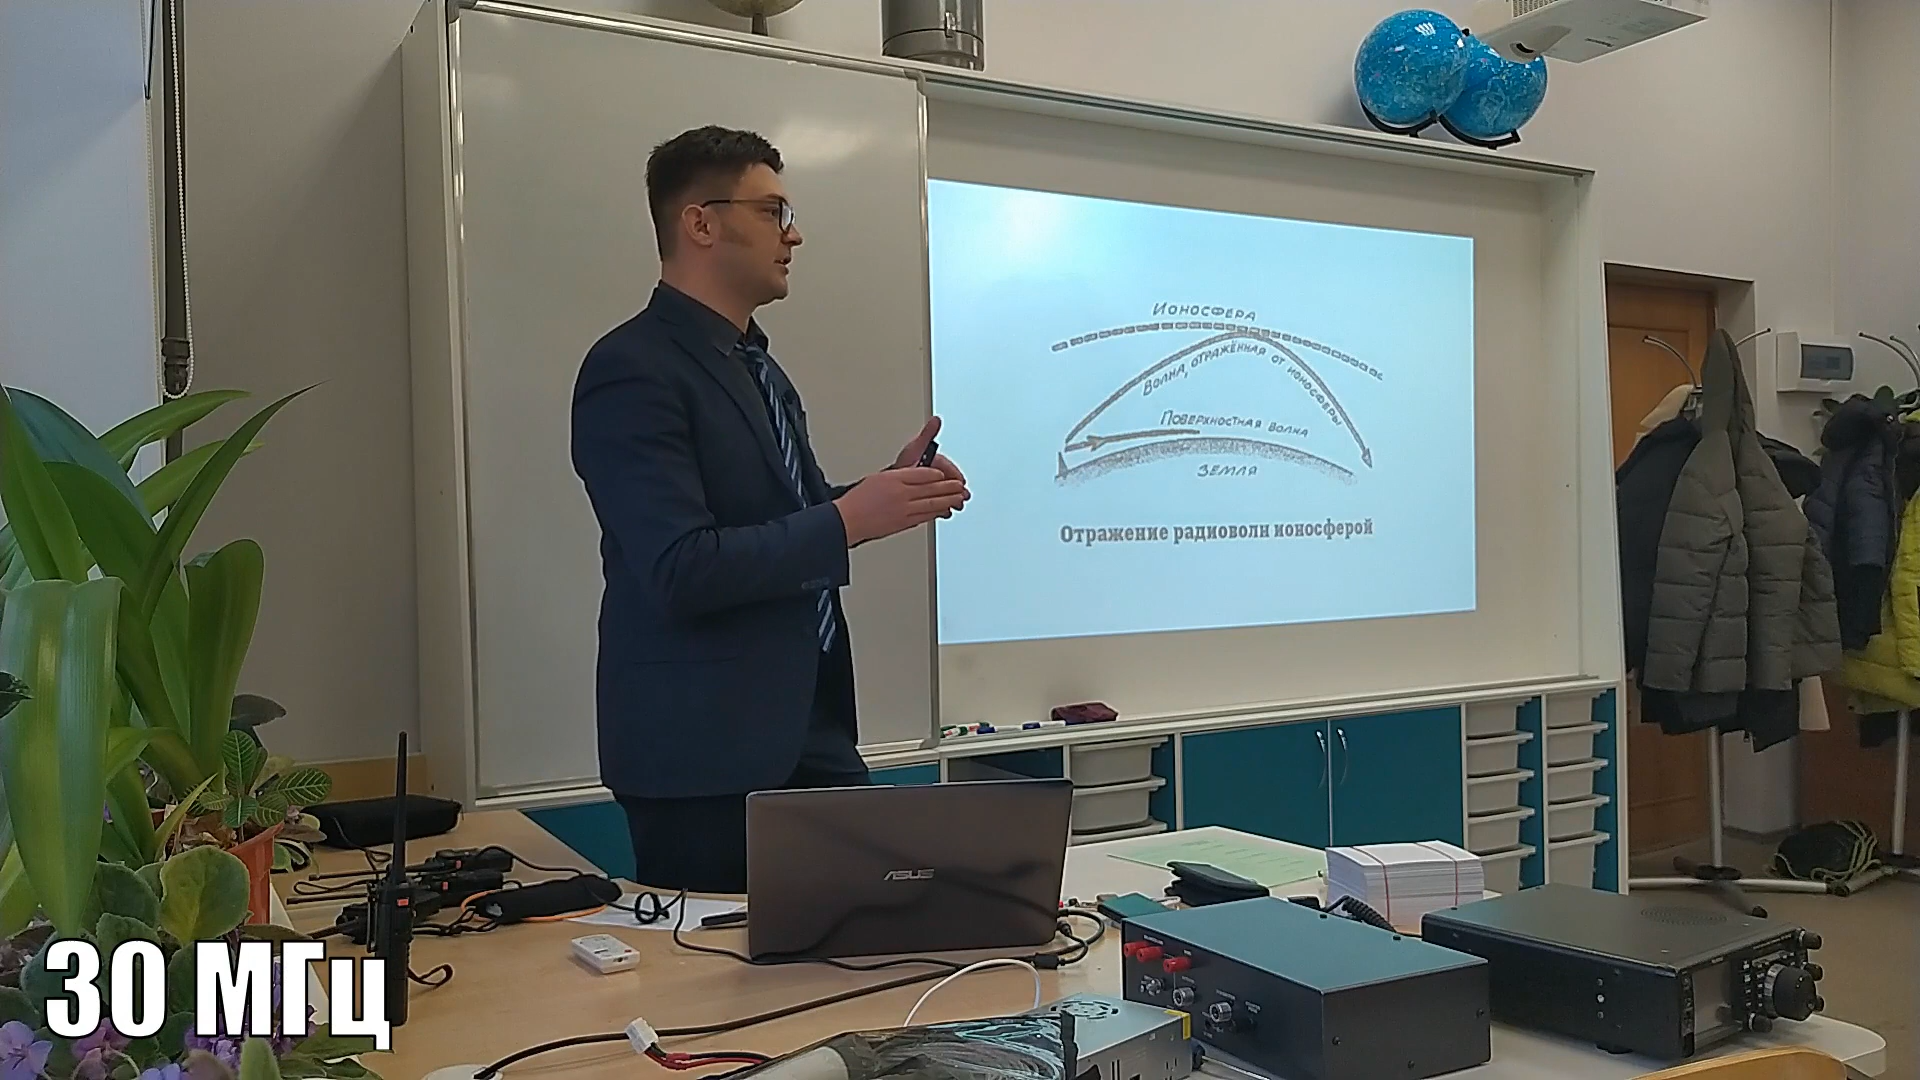 Ионосфера
Волна, отражённая от ионосферы
Поверхностная волна
Земля
Отражение радиоволн ионосферой
ASUS
30 МГц